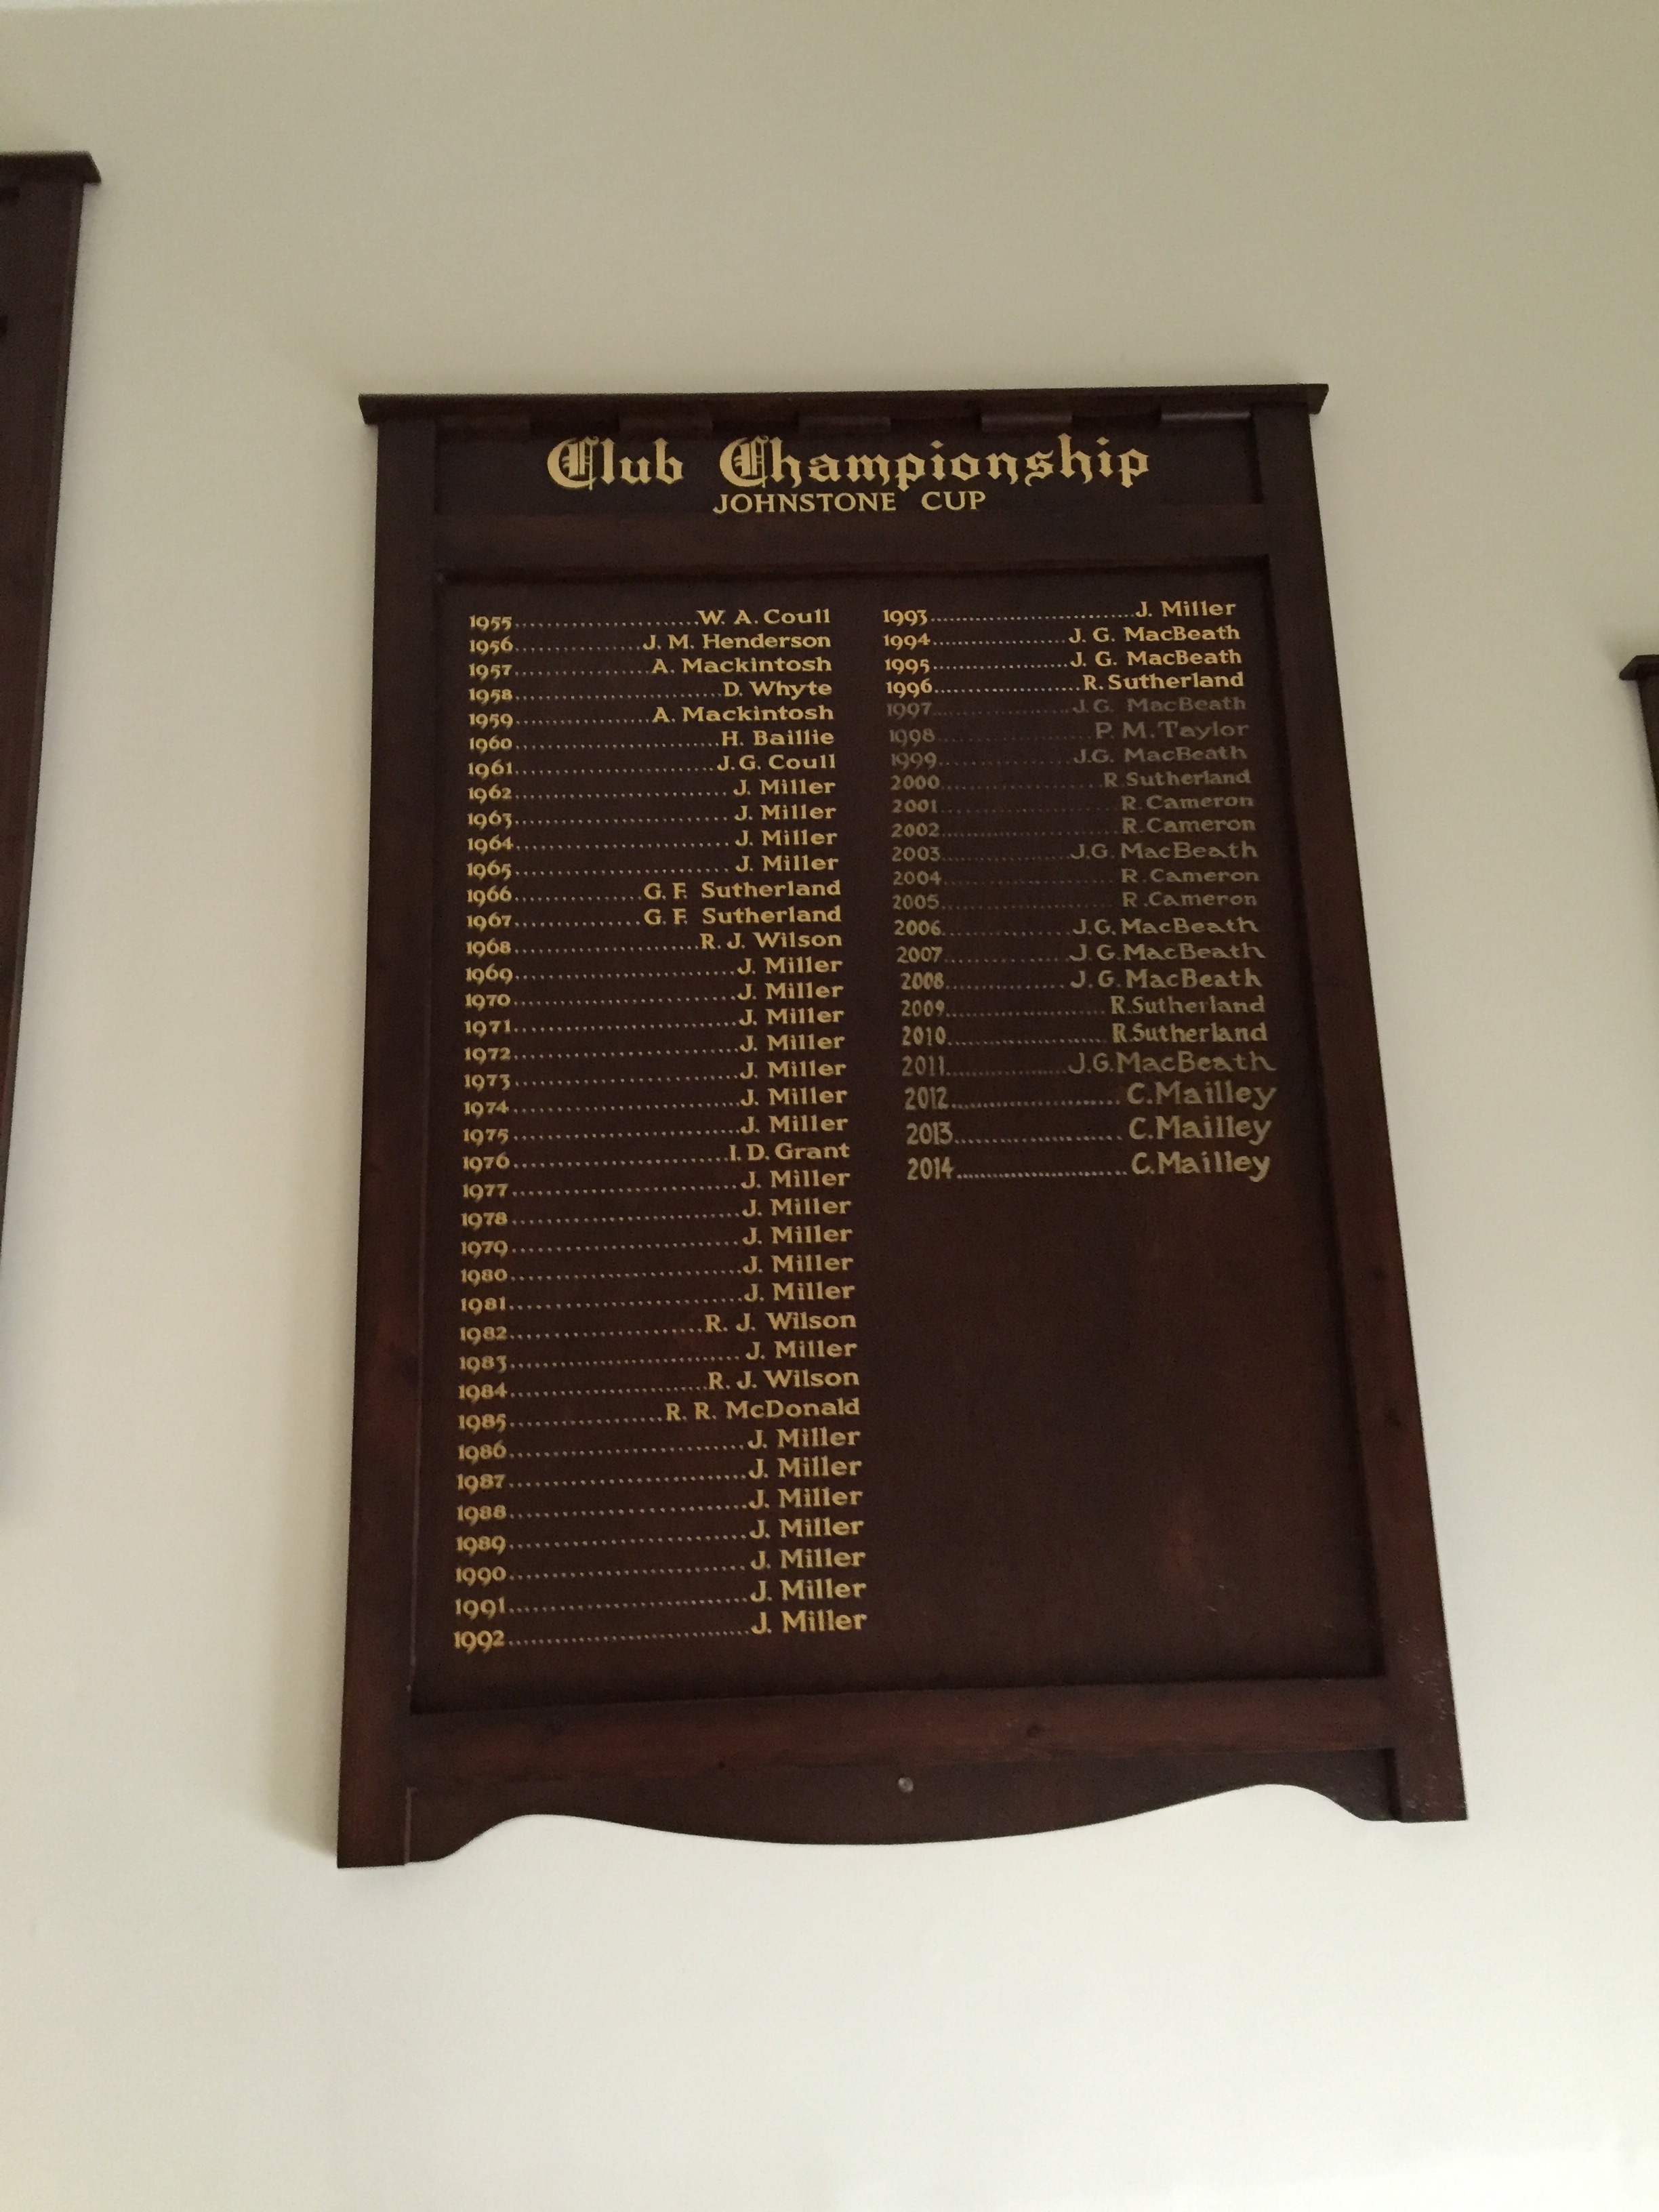 Club Championship
JOHNSTONE CUP
1955......................W. A. Coull
1956.................J. M. Henderson
1957.................A. Mackintosh
1958.........................D. Whyte
1959.................A. Mackintosh
1960.........................H. Baillie
1961........................J. G. Coull
1962..........................J. Miller
1963..........................J. Miller
1964..........................J. Miller
1965..........................J. Miller
1966...............G. F. Sutherland
1967...............G. F. Sutherland
1968......................R. J. Wilson
1969..........................J. Miller
1970..........................J. Miller
1971..........................J. Miller
1972..........................J. Miller
1973..........................J. Miller
1974..........................J. Miller
1975..........................J. Miller
1976.........................I. D. Grant
1977..........................J. Miller
1978..........................J. Miller
1979..........................J. Miller
1980..........................J. Miller
1981..........................J. Miller
1982......................R. J. Wilson
1983..........................J. Miller
1984......................R. J. Wilson
1985..................R. R. McDonald
1986..........................J. Miller
1987..........................J. Miller
1988..........................J. Miller
1989..........................J. Miller
1990..........................J. Miller
1991..........................J. Miller
1992..........................J. Miller
1993..........................J. Miller
1994.................J. G. MacBeath
1995.................J. G. MacBeath
1996..................R. Sutherland
1997.................J. G. MacBeath
1998...................P. M. Taylor
1999.................J.G. MacBeath
2000....................R. Sutherland
2001......................R. Cameron
2002......................R. Cameron
2003................J.G. MacBeath
2004......................R. Cameron
2005......................R. Cameron
2006................J.G. MacBeath
2007................J.G. MacBeath
2008................J. G. MacBeath
2009....................R. Sutherland
2010....................R. Sutherland
2011................J.G. MacBeath
2012......................C. Mailley
2013......................C. Mailley
2014......................C. Mailley